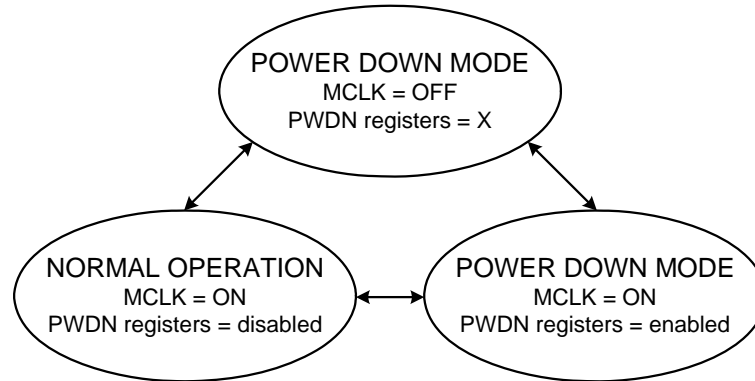 POWER DOWN MODE
MCLK = OFF
PWDN registers = X
NORMAL OPERATION
MCLK = ON
PWDN registers = disabled
POWER DOWN MODE
MCLK = ON
PWDN registers = enabled